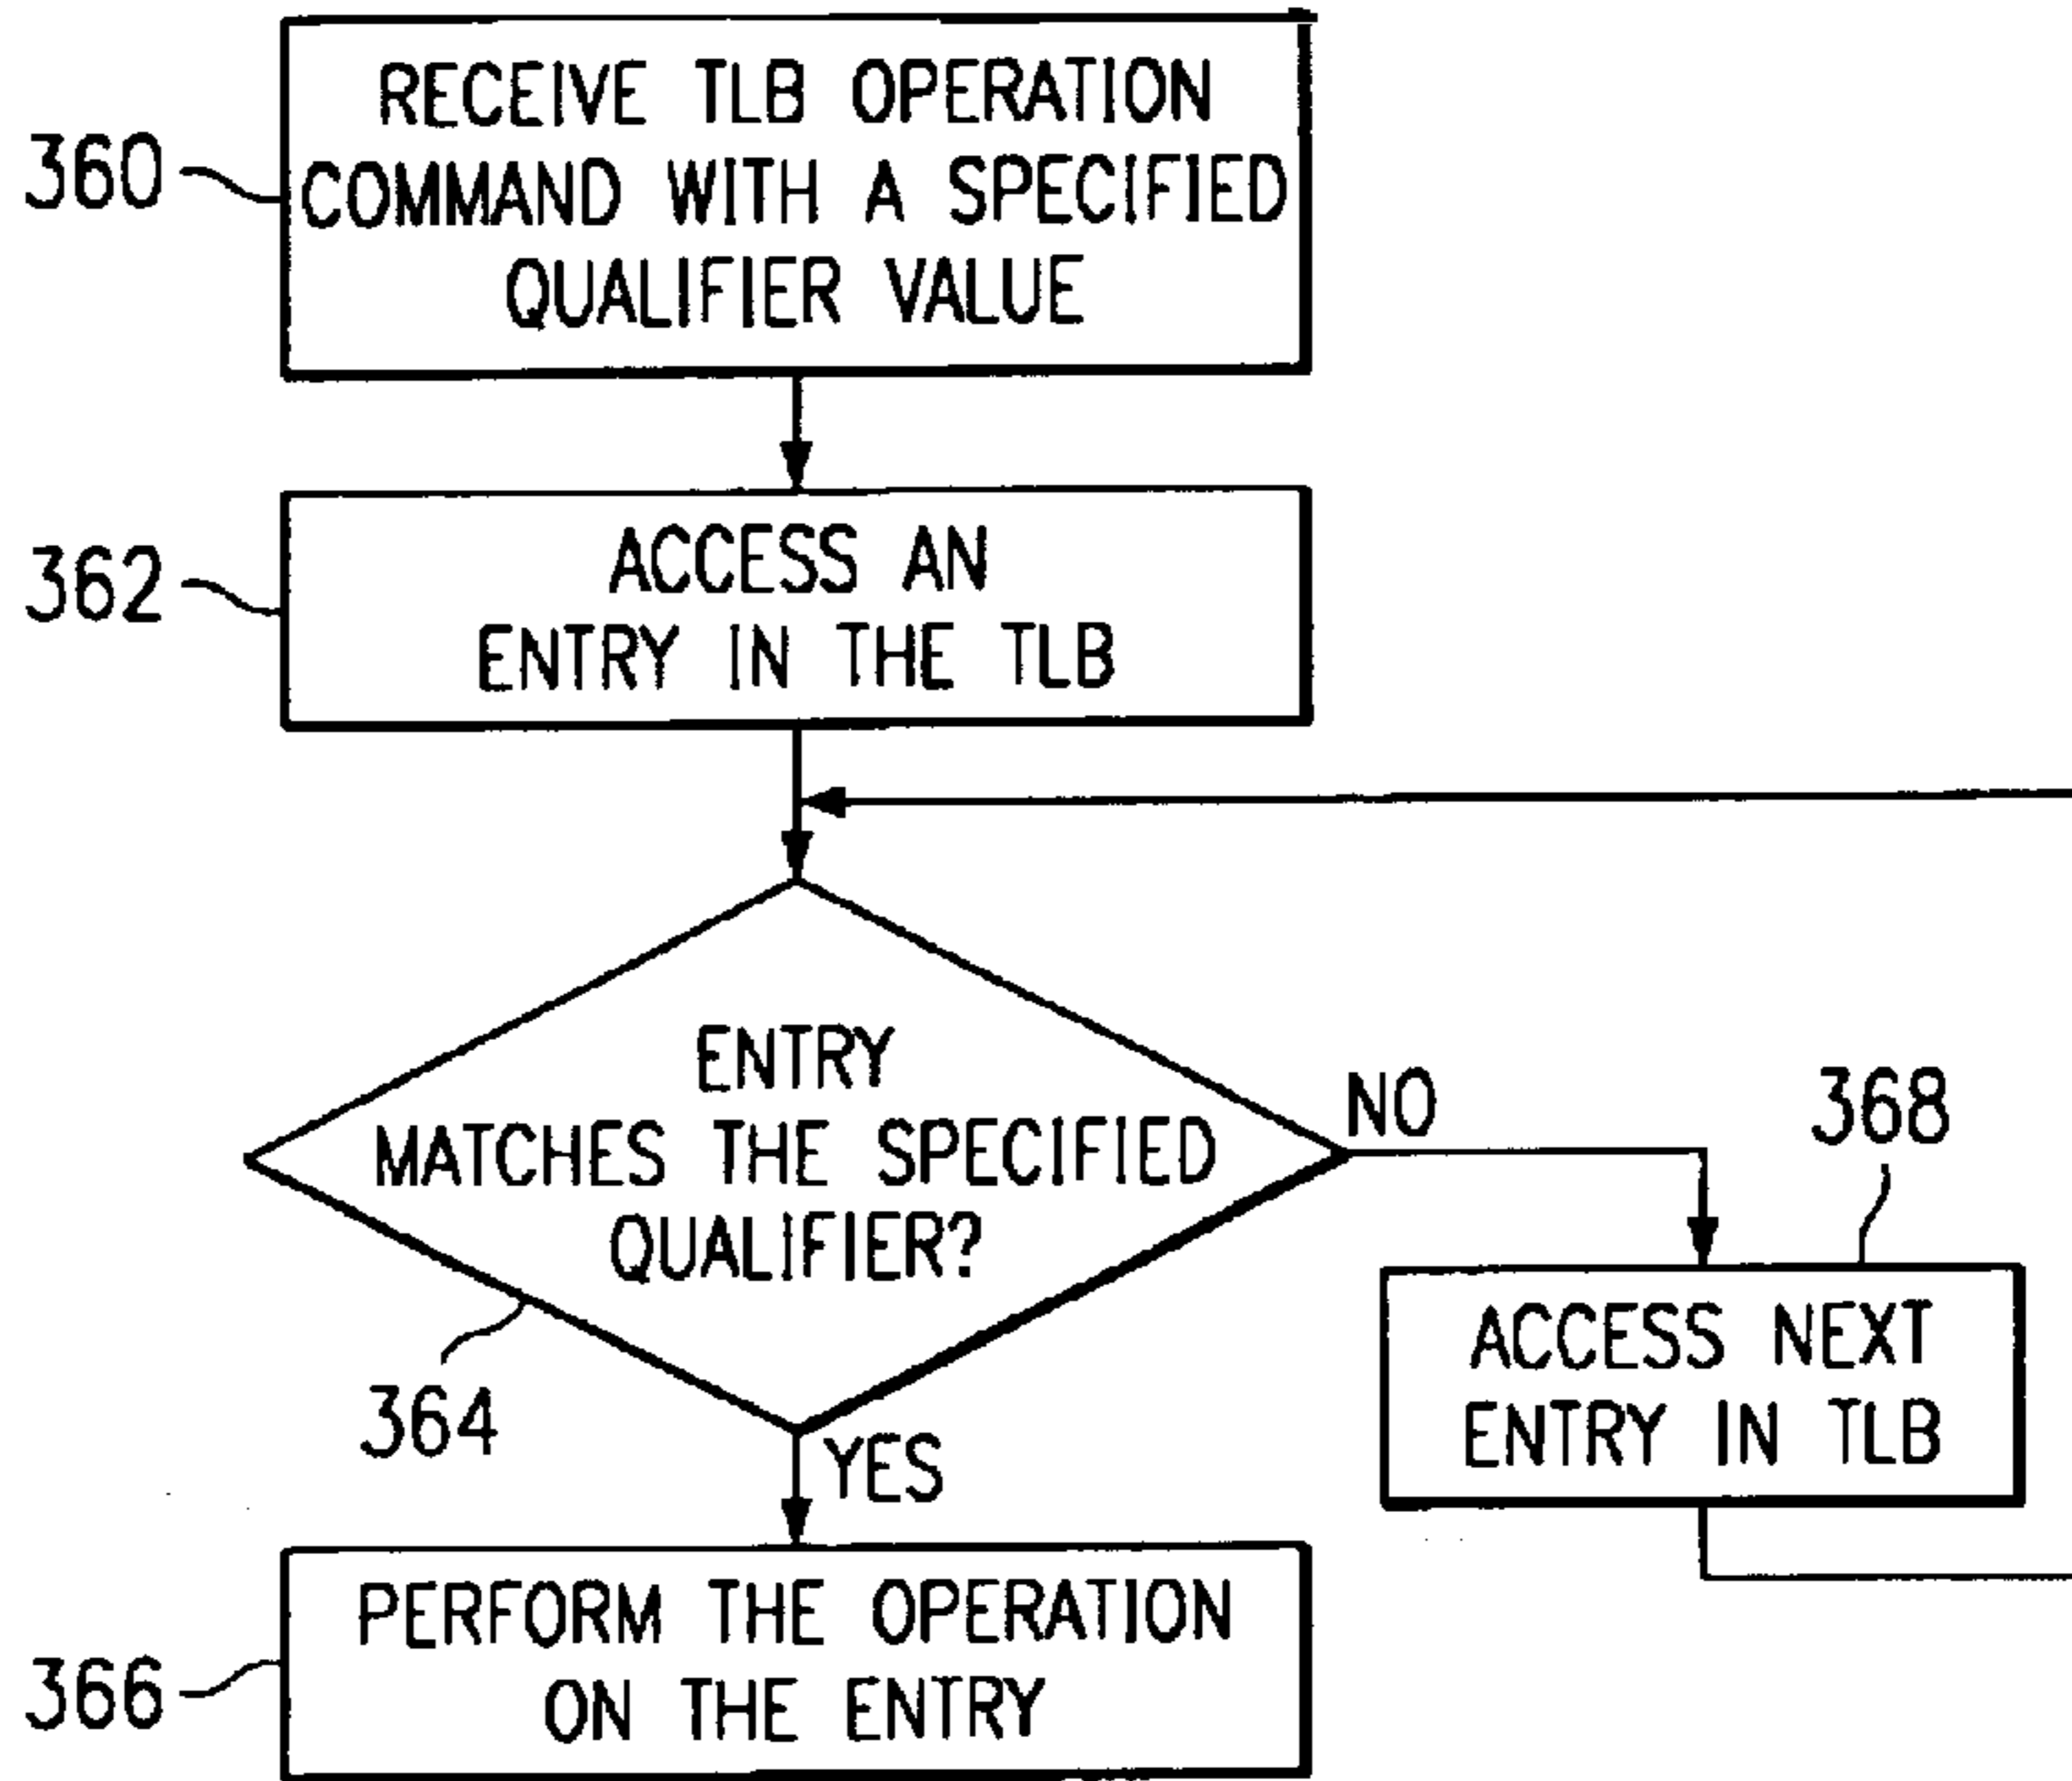 360
RECEIVE TLB OPERATION
COMMAND WITH A SPECIFIED
QUALIFIER VALUE
362
ACCESS AN
ENTRY IN THE TLB
ENTRY
MATCHES THE SPECIFIED
QUALIFIER?
364
NO
368
ACCESS NEXT
ENTRY IN TLB
YES
366
PERFORM THE OPERATION
ON THE ENTRY